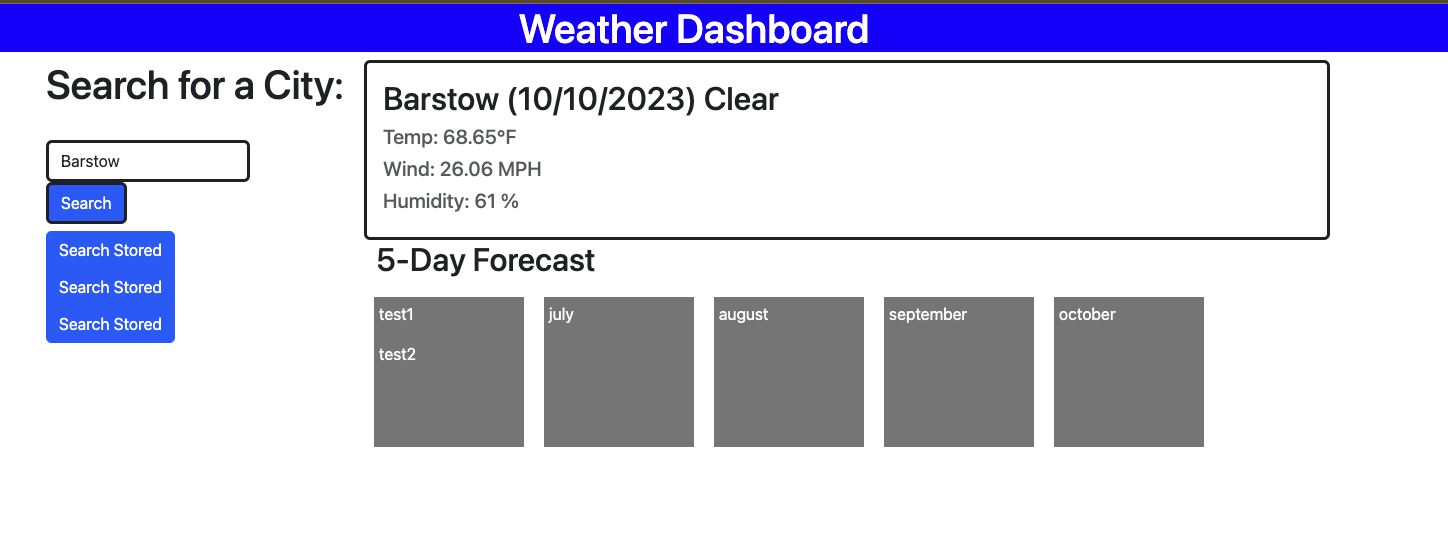 Weather Dashboard
Search for a City:
Barstow
Search
Search Stored
Search Stored
Search Stored
Barstow (10/10/2023) Clear
Temp: 68.65°F
Wind: 26.06 MPH
Humidity: 61 %
5-Day Forecast
test1
test2
july
august
september
october